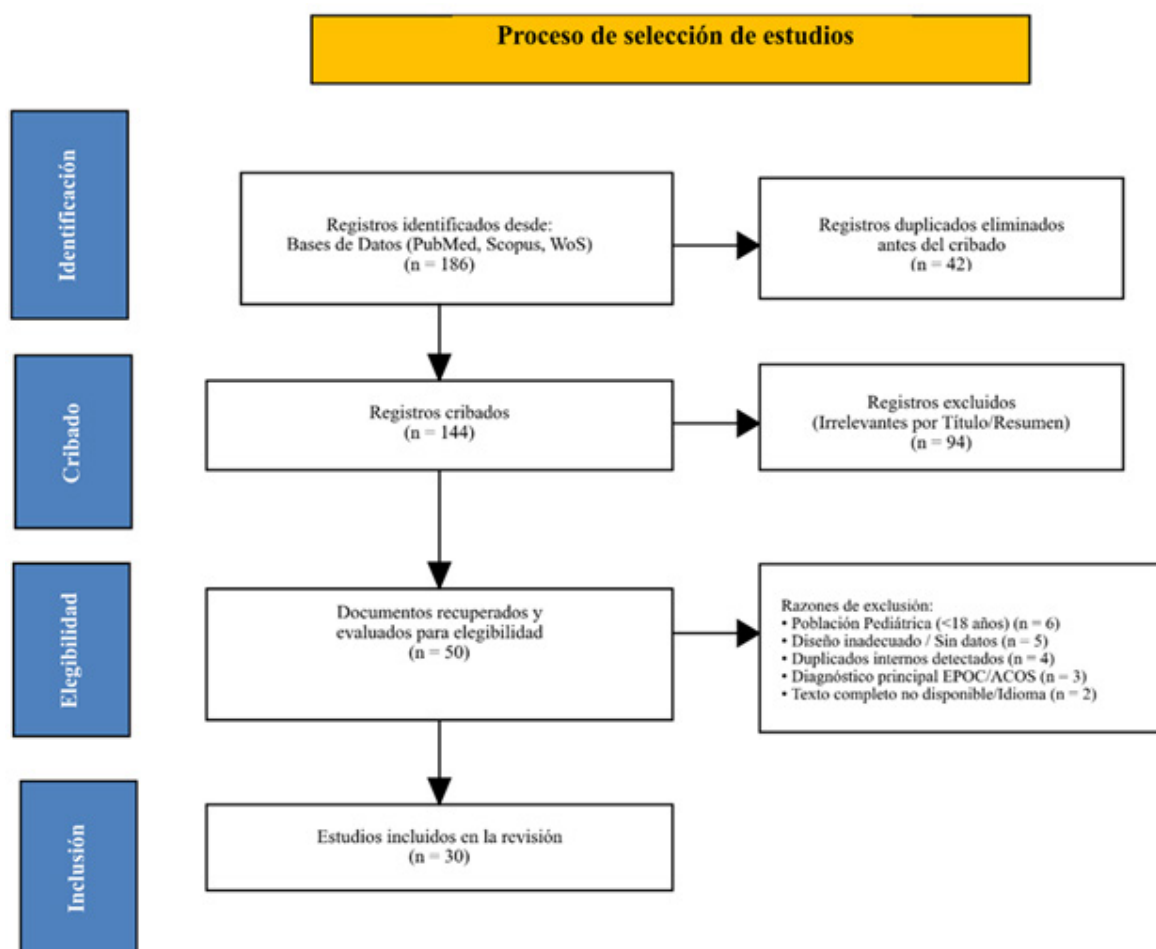 Proceso de selección de estudios
Identificación
Registros identificados desde:
Bases de Datos (PubMed, Scopus, WoS)
(n = 186)
Registros duplicados eliminados
antes del cribado
(n = 42)
Cribado
Registros cribados
(n = 144)
Registros excluidos
(Irrelevantes por Título/Resumen)
(n = 94)
Elegibilidad
Documentos recuperados y
evaluados para elegibilidad
(n = 50)
Razones de exclusión:
• Población Pediátrica (<18 años) (n = 6)
• Diseño inadecuado / Sin datos (n = 5)
• Duplicados internos detectados (n = 4)
• Diagnóstico principal EPOC/ACOS (n = 3)
• Texto completo no disponible/Idioma (n = 2)
Inclusión
Estudios incluidos en la revisión
(n = 30)